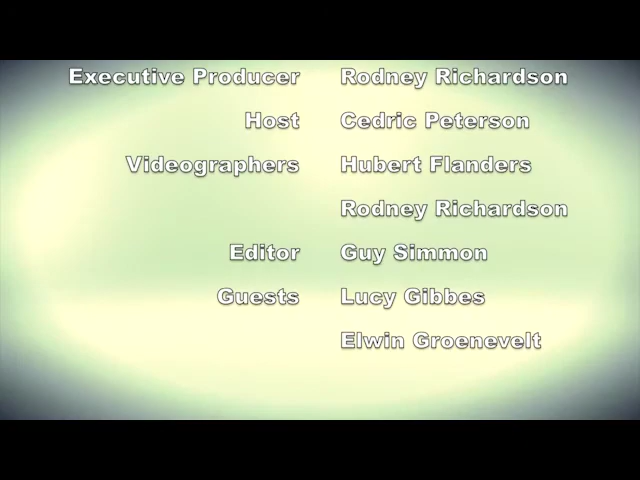 Executive Producer Rodney Richardson
Host Cedric Peterson
Videographers Hubert Flanders
Rodney Richardson
Editor Guy Simmon
Guests Lucy Gibbes
Elwin Groenevelt